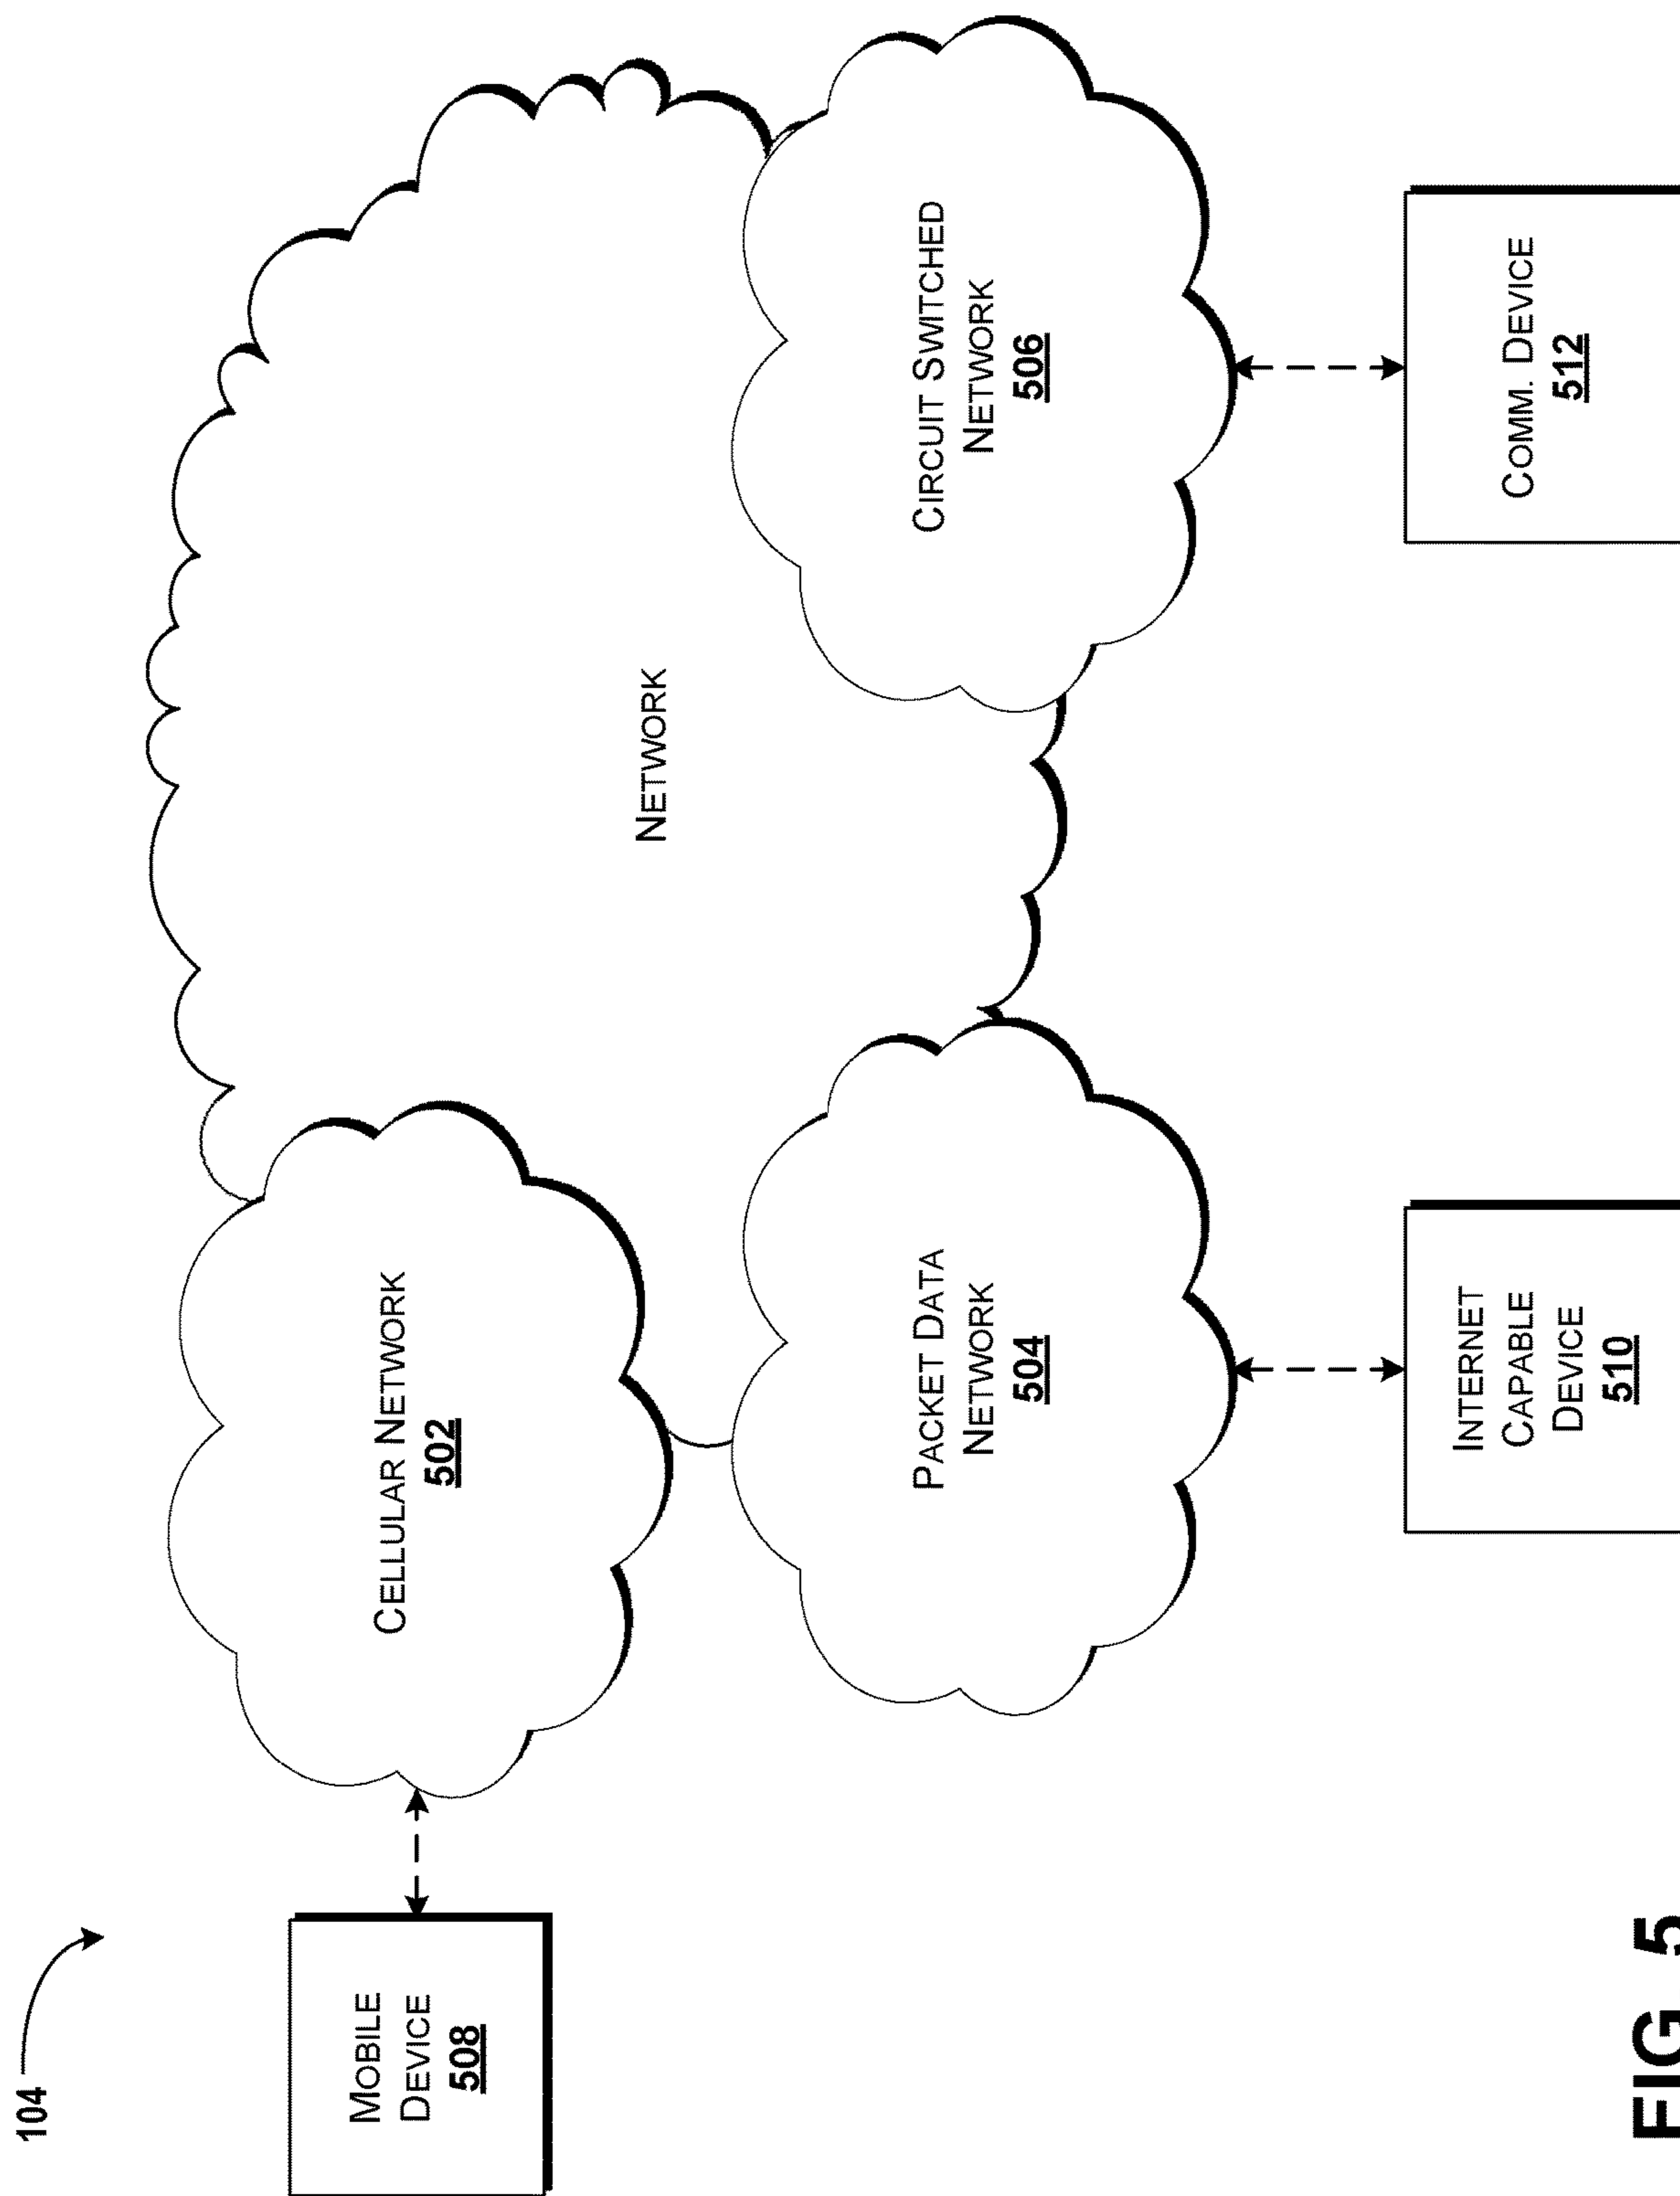 104
MOBILE
DEVICE
508
CELLULAR NETWORK
502
NETWORK
PACKET DATA
NETWORK
504
CIRCUIT SWITCHED
NETWORK
506
INTERNET
CAPABLE
DEVICE
510
COMM. DEVICE
512
FIG. 5